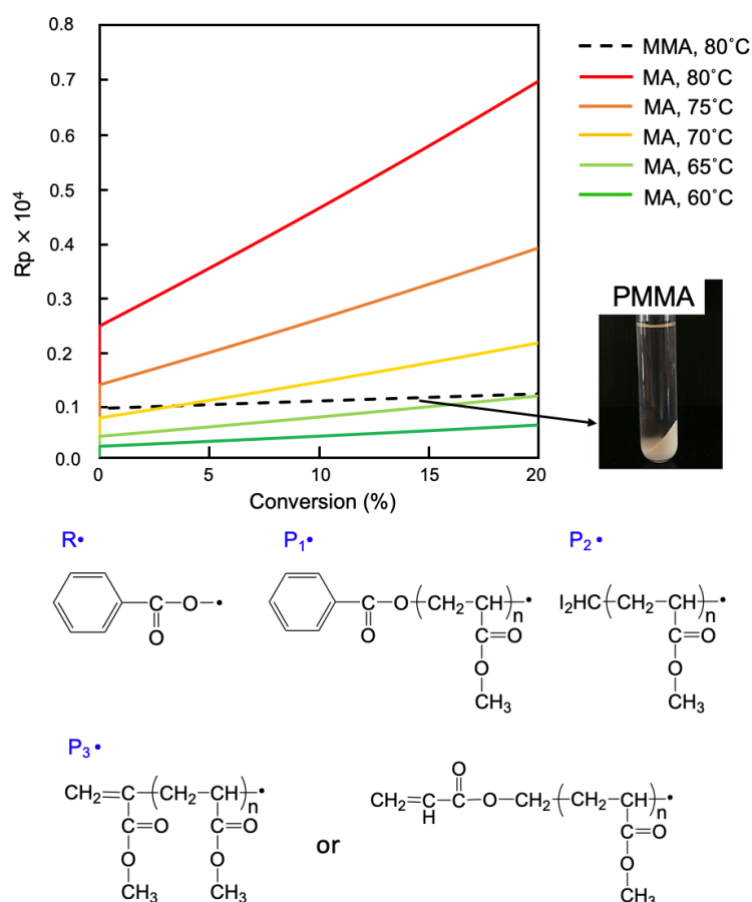 0.8
0.7
0.6
0.5
0.4
0.3
0.2
0.1
0.0
Rp × 10⁴
0
5
10
15
20
Conversion (%)
MMA, 80˚C
MA, 80˚C
MA, 75˚C
MA, 70˚C
MA, 65˚C
MA, 60˚C
PMMA
R•
C—O—•
O
P₁•
C—O—(CH₂—CH—)n•
O
C=O
O
CH₃
P₂•
I₂HC—(CH₂—CH—)n•
C=O
O
CH₃
P₃•
CH₂=C—(CH₂—CH—)n•
C=O
C=O
O
O
CH₃
CH₃
or
O
CH₂=C—C—O—CH₂—(CH₂—CH—)n•
H
C=O
O
CH₃